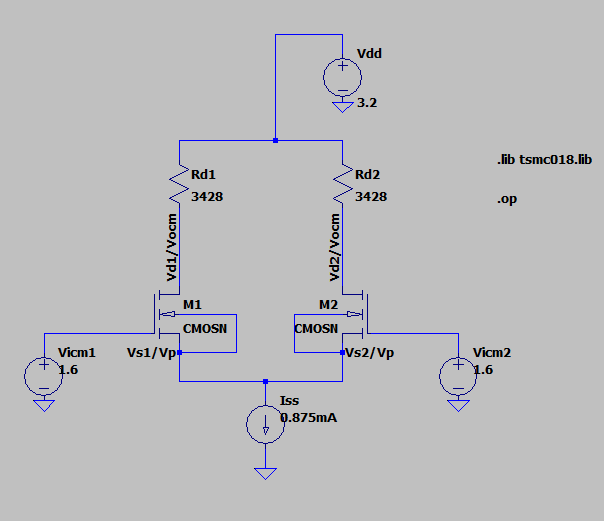 Vdd
3.2
.lib tsmc018.lib
Rd1
3428
Rd2
3428
.op
Vd1/Vocm
Vd2/Vocm
M1
CMOSN
M2
CMOSN
Vicm1
1.6
Vs1/Vp
Vs2/Vp
Vicm2
1.6
Iss
0.875mA